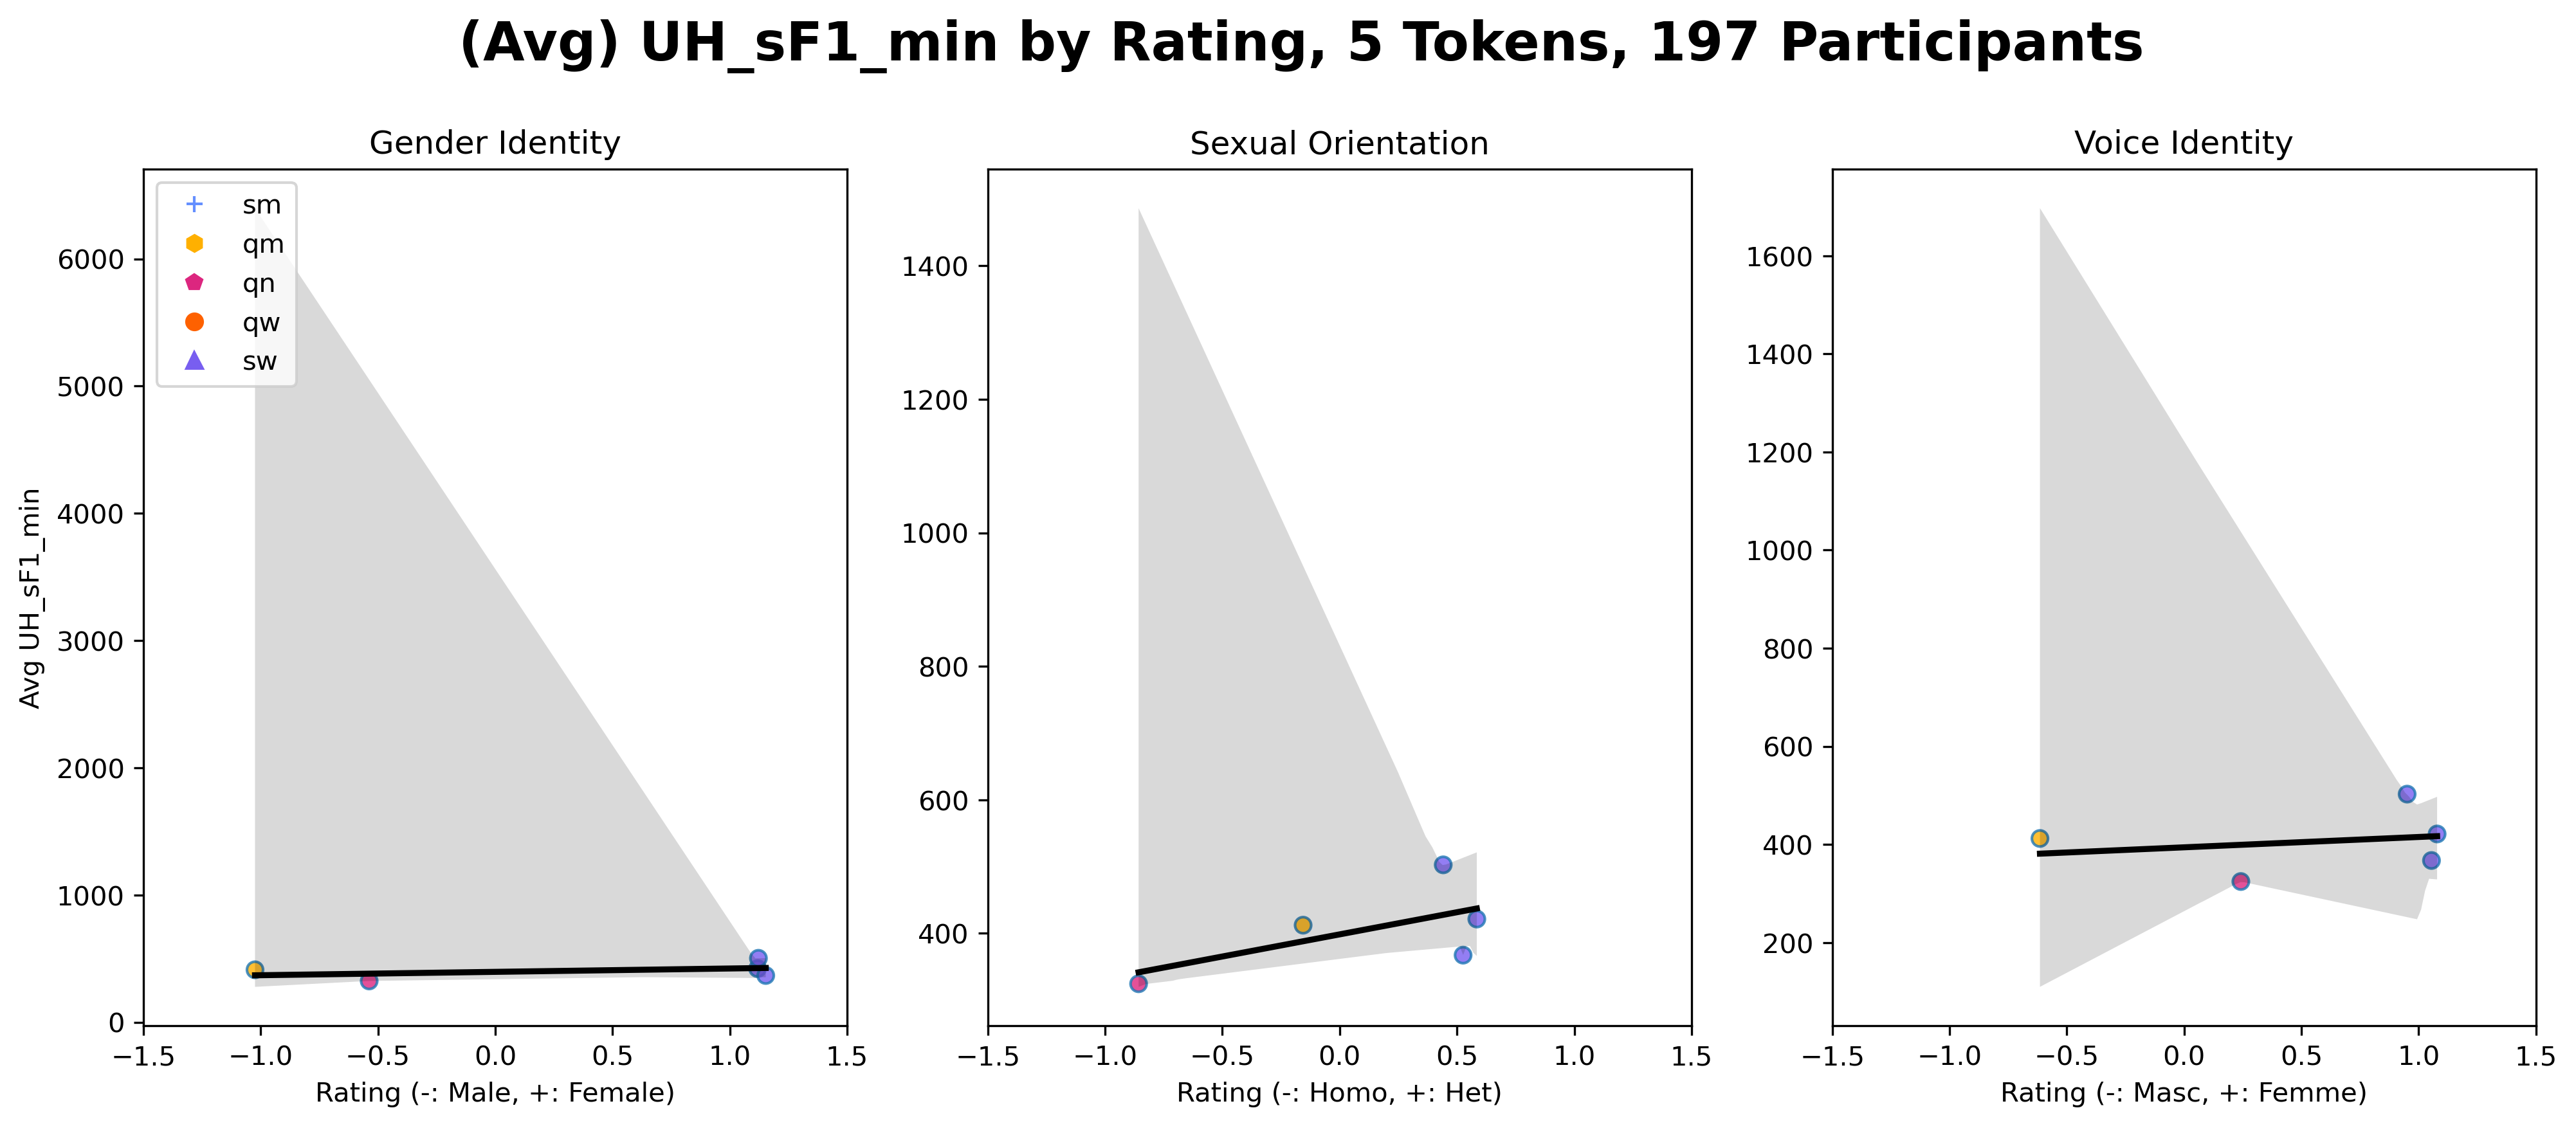 (Avg) UH_sF1_min by Rating, 5 Tokens, 197 Participants
Gender Identity
sm
qm
qn
qw
sw
Avg UH_sF1_min
6000
5000
4000
3000
2000
1000
0
−1.5 −1.0 −0.5 0.0 0.5 1.0 1.5
Rating (-: Male, +: Female)
Sexual Orientation
1400
1200
1000
800
600
400
−1.5 −1.0 −0.5 0.0 0.5 1.0 1.5
Rating (-: Homo, +: Het)
Voice Identity
1600
1400
1200
1000
800
600
400
200
−1.5 −1.0 −0.5 0.0 0.5 1.0 1.5
Rating (-: Masc, +: Femme)